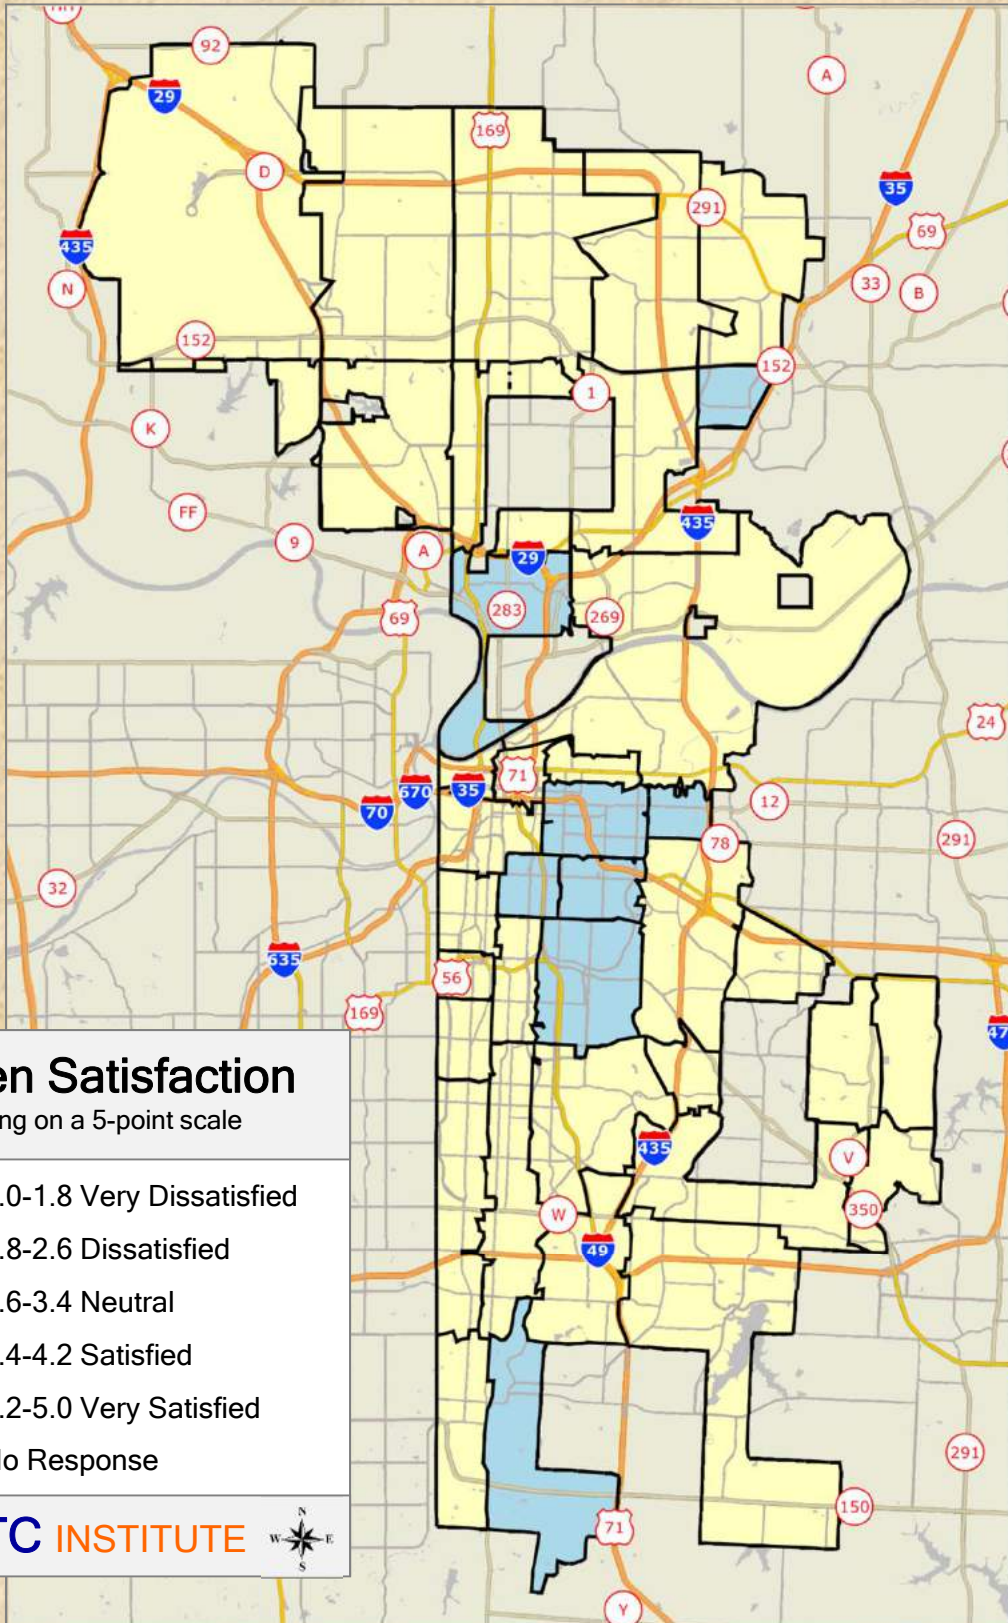 92
29
A
169
D
35
291
69
435
N
33
B
152
152
1
K
FF
435
9
A
29
283
269
69
24
71
670
35
70
12
78
291
32
635
56
169
47
en Satisfaction
ng on a 5-point scale
435
V
.0-1.8 Very Dissatisfied
350
W
.8-2.6 Dissatisfied
49
.6-3.4 Neutral
.4-4.2 Satisfied
.2-5.0 Very Satisfied
o Response
291
150
TC INSTITUTE
N
W E
S
71
Y